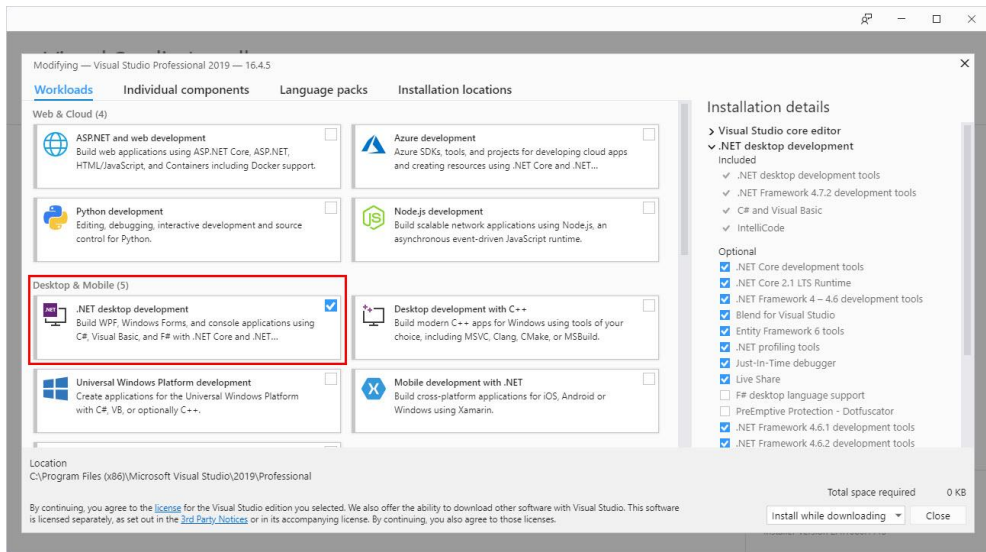 Modifying — Visual Studio Professional 2019 — 16.4.5
Workloads
Individual components
Language packs
Installation locations
Web & Cloud (4)
ASP.NET and web development
Build web applications using ASP.NET Core, ASP.NET,
HTML/JavaScript, and Containers including Docker support.
Azure development
Azure SDKs, tools, and projects for developing cloud apps
and creating resources using .NET Core and .NET...
Python development
Editing, debugging, interactive development and source
control for Python.
Node.js development
Build scalable network applications using Node.js, an
asynchronous event-driven JavaScript runtime.
Desktop & Mobile (5)
.NET
.NET desktop development
Build WPF, Windows Forms, and console applications using
C#, Visual Basic, and F# with .NET Core and .NET...
Desktop development with C++
Build modern C++ apps for Windows using tools of your
choice, including MSVC, Clang, CMake, or MSBuild.
Universal Windows Platform development
Create applications for the Universal Windows Platform
with C#, VB, or optionally C++.
Mobile development with .NET
Build cross-platform applications for iOS, Android or
Windows using Xamarin.
Installation details
Visual Studio core editor
.NET desktop development
Included
.NET desktop development tools
.NET Framework 4.7.2 development tools
C# and Visual Basic
IntelliCode
Optional
.NET Core development tools
.NET Core 2.1 LTS Runtime
.NET Framework 4 – 4.6 development tools
Blend for Visual Studio
Entity Framework 6 tools
.NET profiling tools
Just-In-Time debugger
Live Share
F# desktop language support
PreEmptive Protection - Dotfuscator
.NET Framework 4.6.1 development tools
.NET Framework 4.6.2 development tools
Location
C:\Program Files (x86)\Microsoft Visual Studio\2019\Professional
By continuing, you agree to the license for the Visual Studio edition you selected. We also offer the ability to download other software with Visual Studio. This software
is licensed separately, as set out in the 3rd Party Notices or in its accompanying license. By continuing, you also agree to those licenses.
Total space required 0 KB
Install while downloading
Close